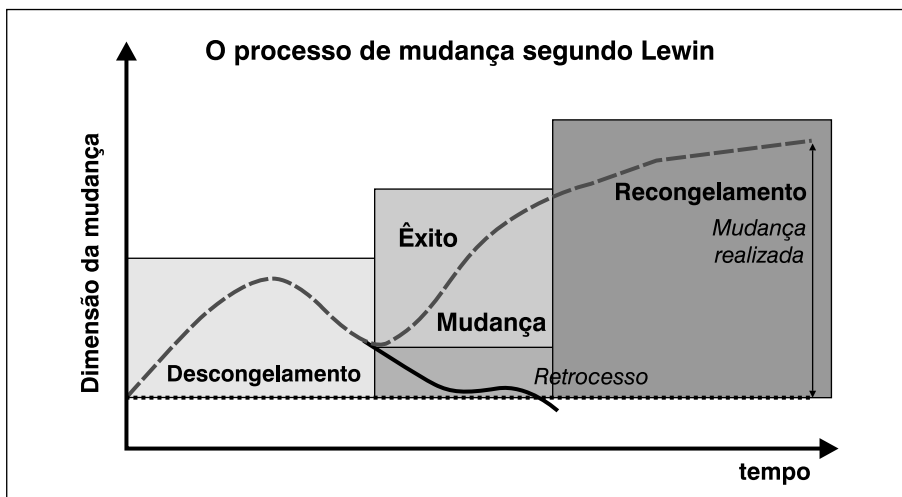 O processo de mudança segundo Lewin
Dimensão da mudança
Êxito
Recongelamento
Mudança
realizada
Mudança
Descongelamento
Retrocesso
tempo